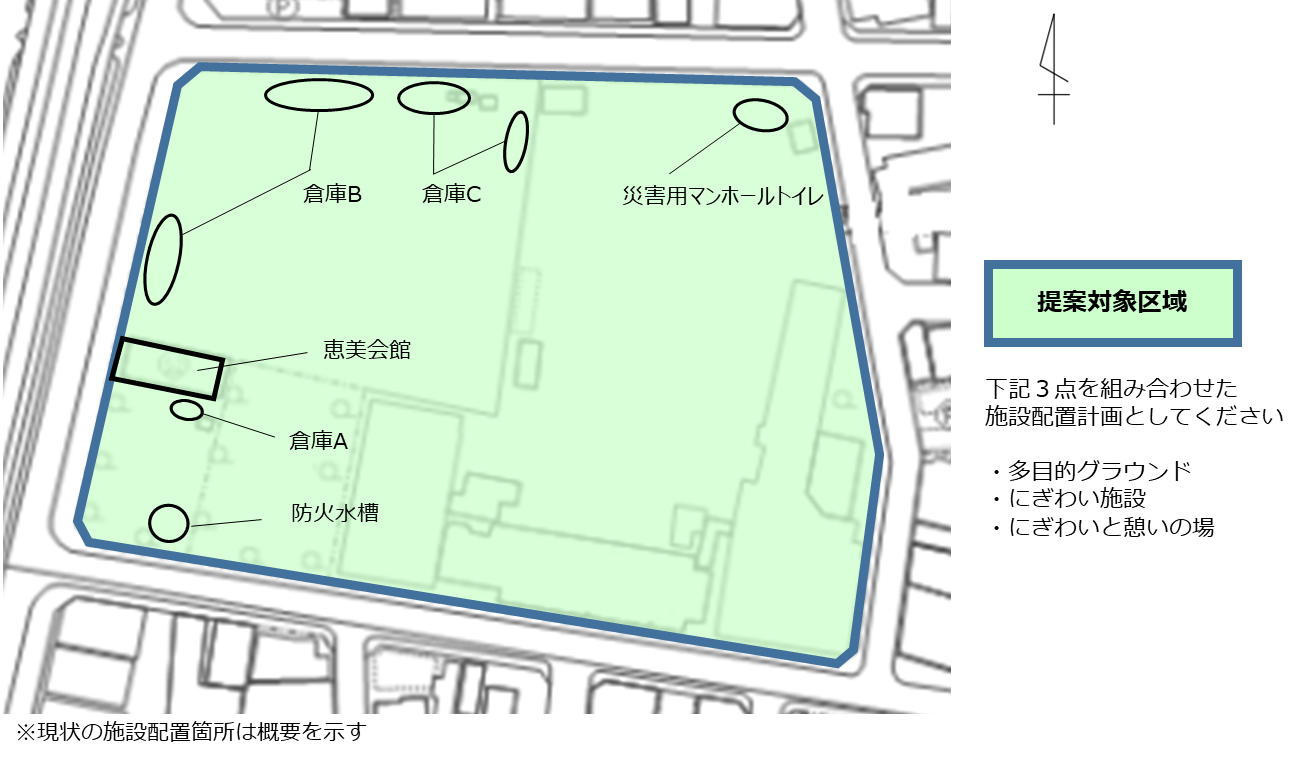 倉庫B
倉庫C
災害用マンホールトイレ
恵美会館
倉庫A
防火水槽
提案対象区域
下記３点を組み合わせた
施設配置計画としてください
・多目的グラウンド
・にぎわい施設
・にぎわいと憩いの場
※現状の施設配置箇所は概要を示す